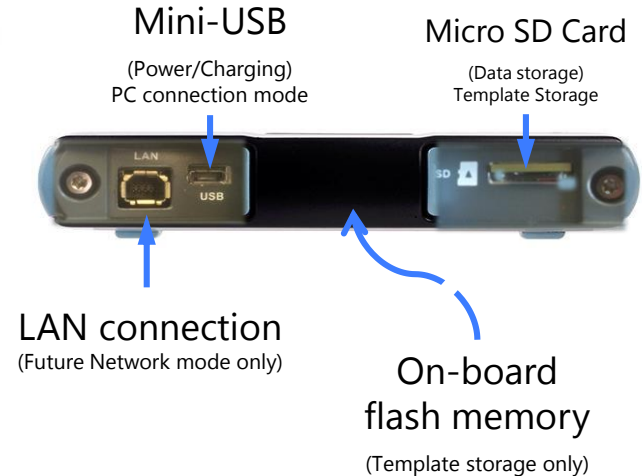 Mini-USB
(Power/Charging)
PC connection mode
Micro SD Card
(Data storage)
Template Storage
LAN
USB
SD
LAN connection
(Future Network mode only)
On-board
flash memory
(Template storage only)